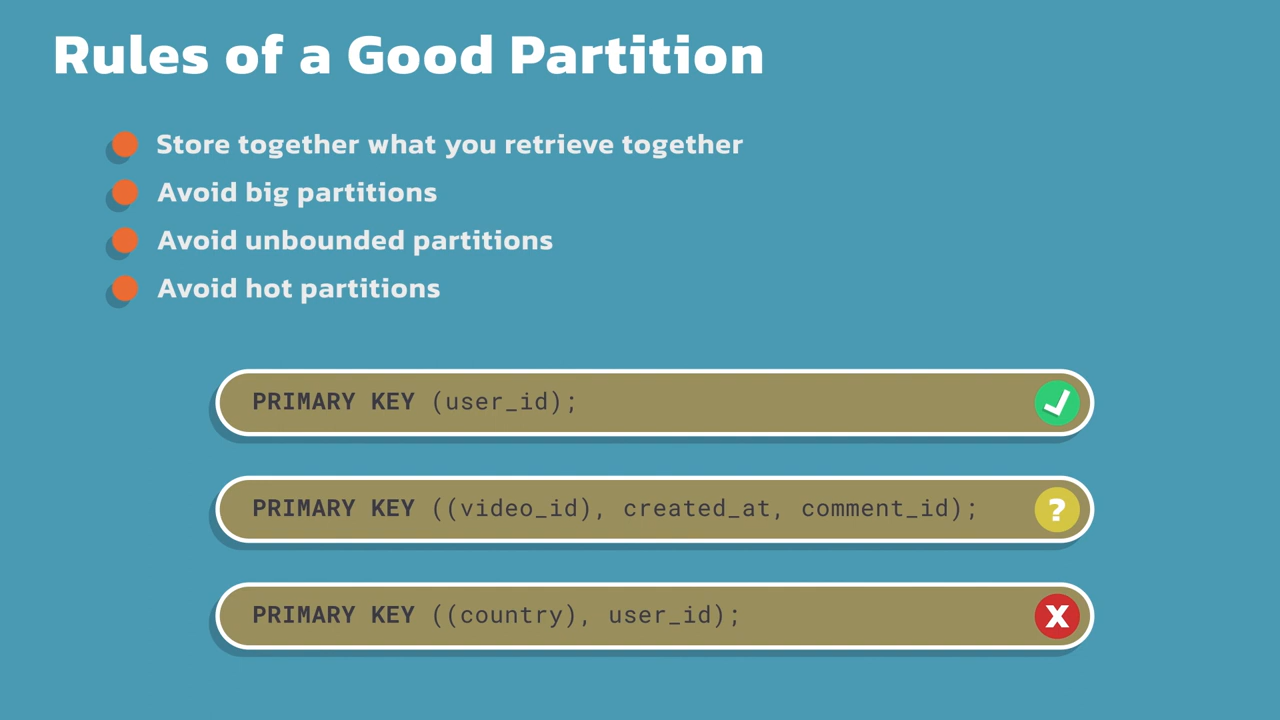 Rules of a Good Partition
Store together what you retrieve together
Avoid big partitions
Avoid unbounded partitions
Avoid hot partitions
PRIMARY KEY (user_id);
PRIMARY KEY ((video_id), created_at, comment_id);
?
PRIMARY KEY ((country), user_id);
X